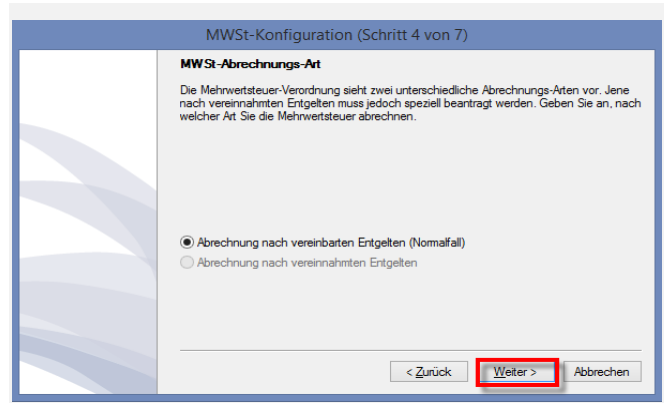 MWSt-Konfiguration (Schritt 4 von 7)
MWSt-Abrechnungs-Art
Die Mehrwertsteuer-Verordnung sieht zwei unterschiedliche Abrechnungs-Arten vor. Jene
nach vereinnahmten Entgelten muss jedoch speziell beantragt werden. Geben Sie an, nach
welcher Art Sie die Mehrwertsteuer abrechnen.
Abrechnung nach vereinbarten Entgelten (Normalfall)
Abrechnung nach vereinnahmten Entgelten
< Zurück Weiter > Abbrechen